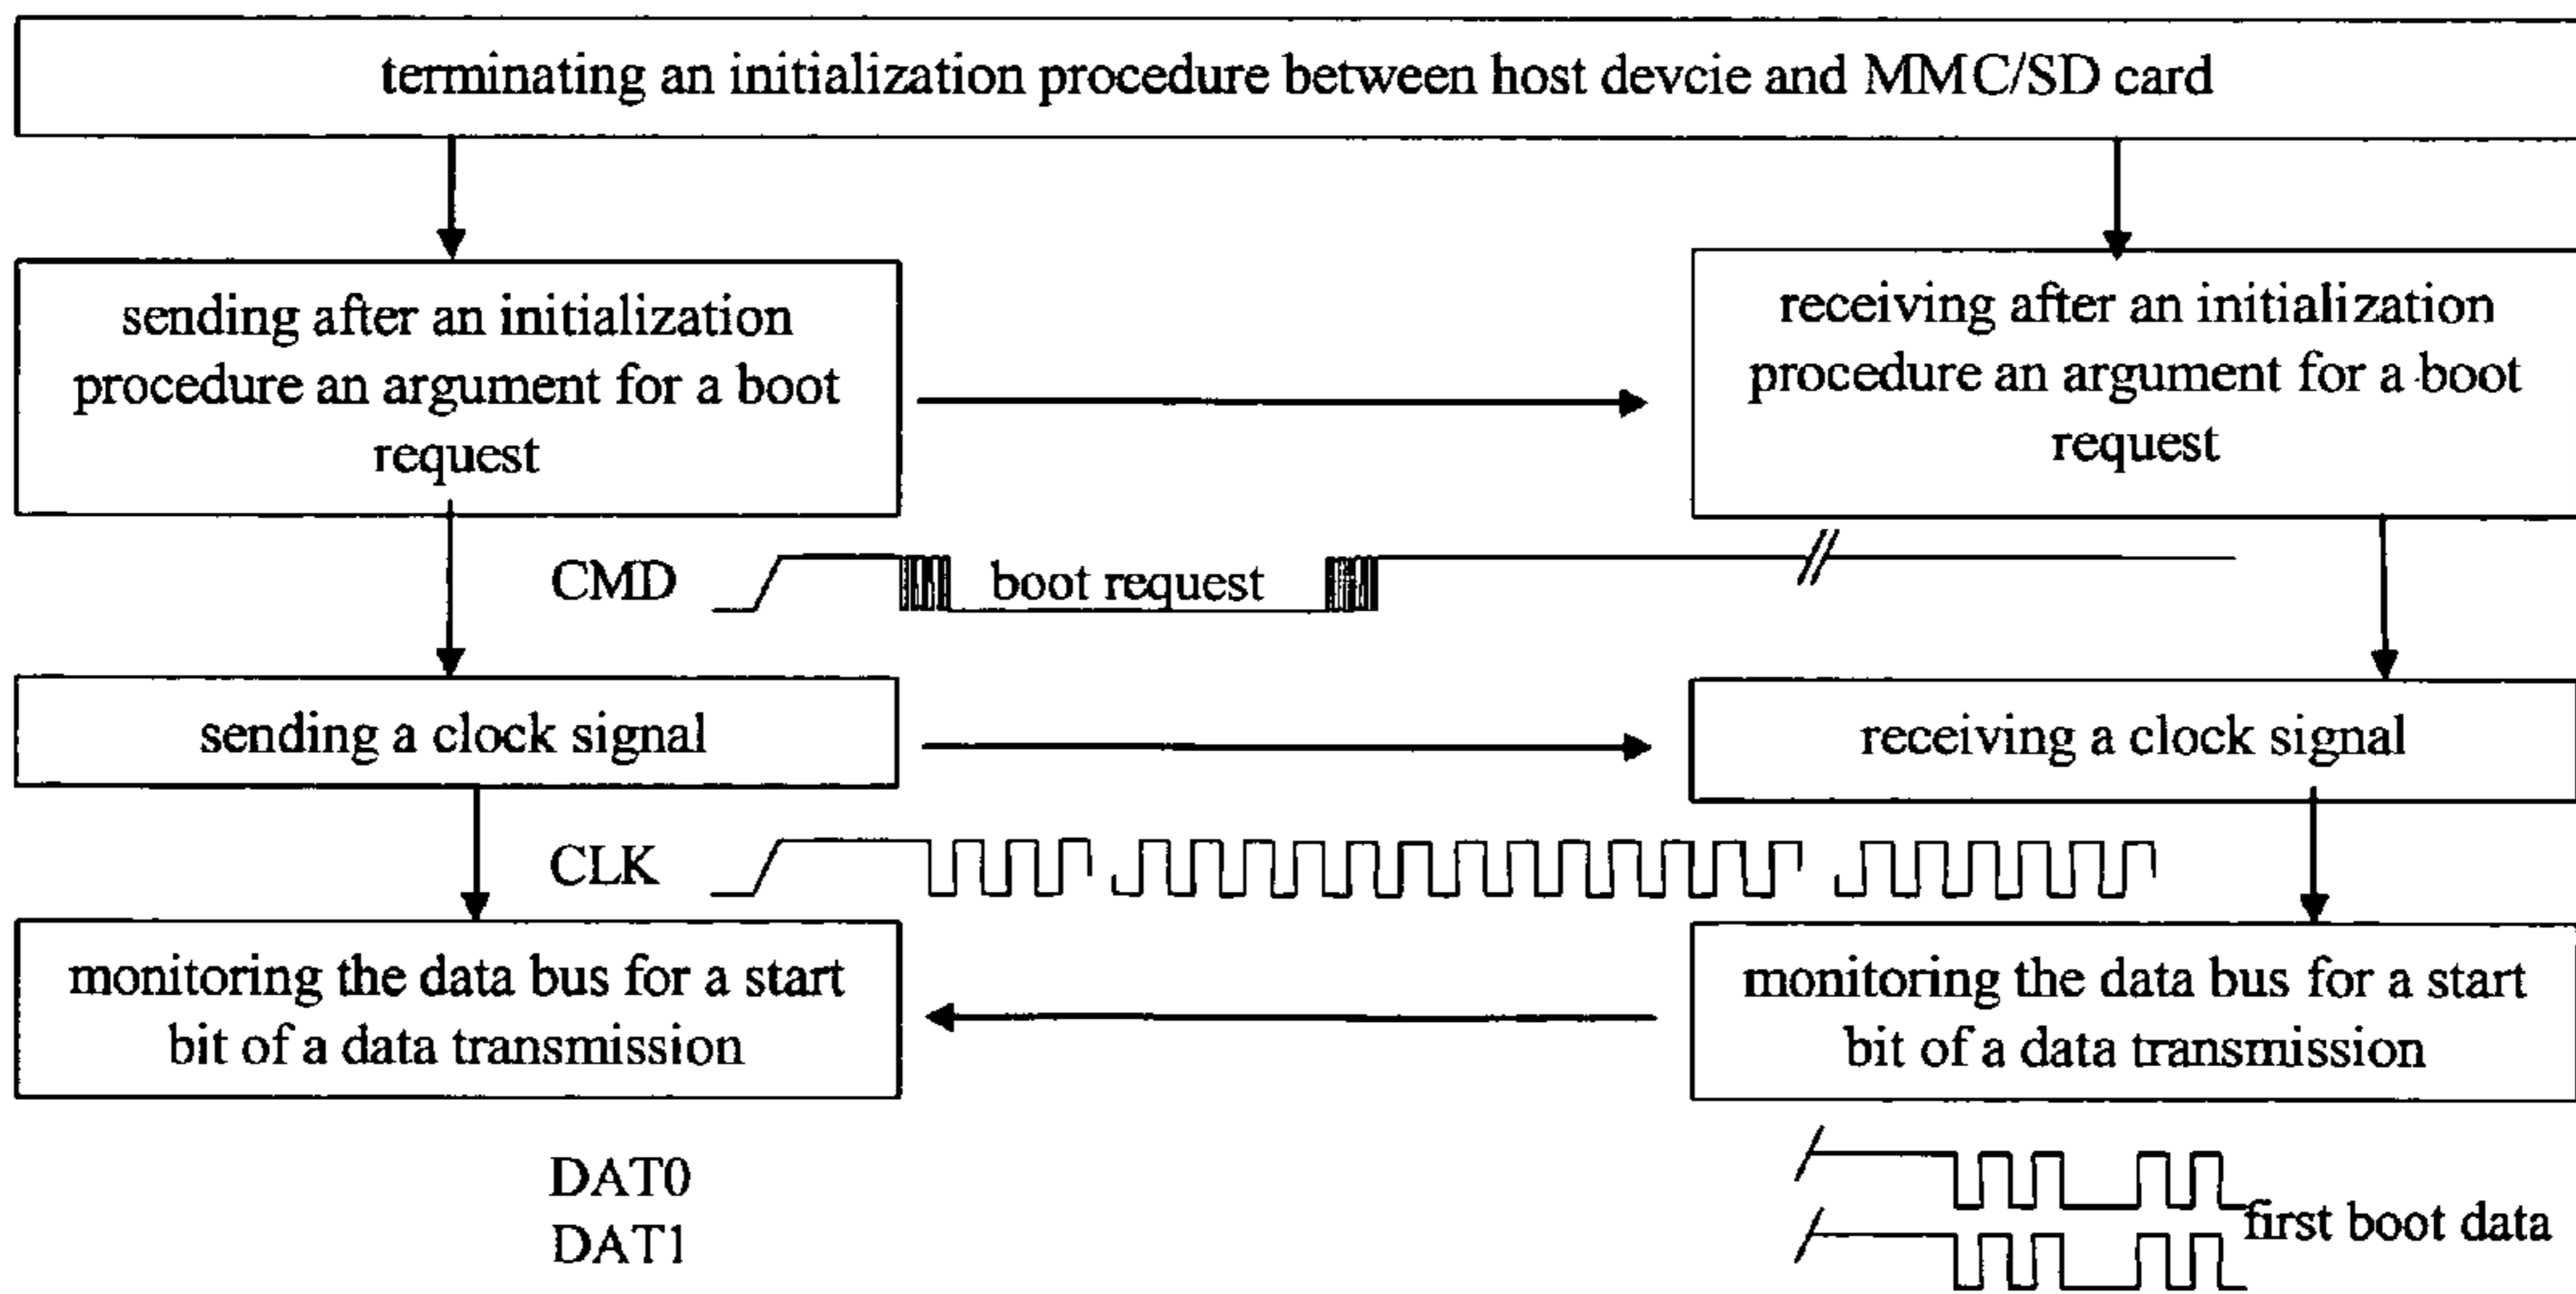 terminating an initialization procedure between host devcie and MMC/SD card
sending after an initialization
procedure an argument for a boot
request
receiving after an initialization
procedure an argument for a boot
request
CMD
boot request
sending a clock signal
receiving a clock signal
CLK
monitoring the data bus for a start
bit of a data transmission
monitoring the data bus for a start
bit of a data transmission
DAT0
DAT1
first boot data